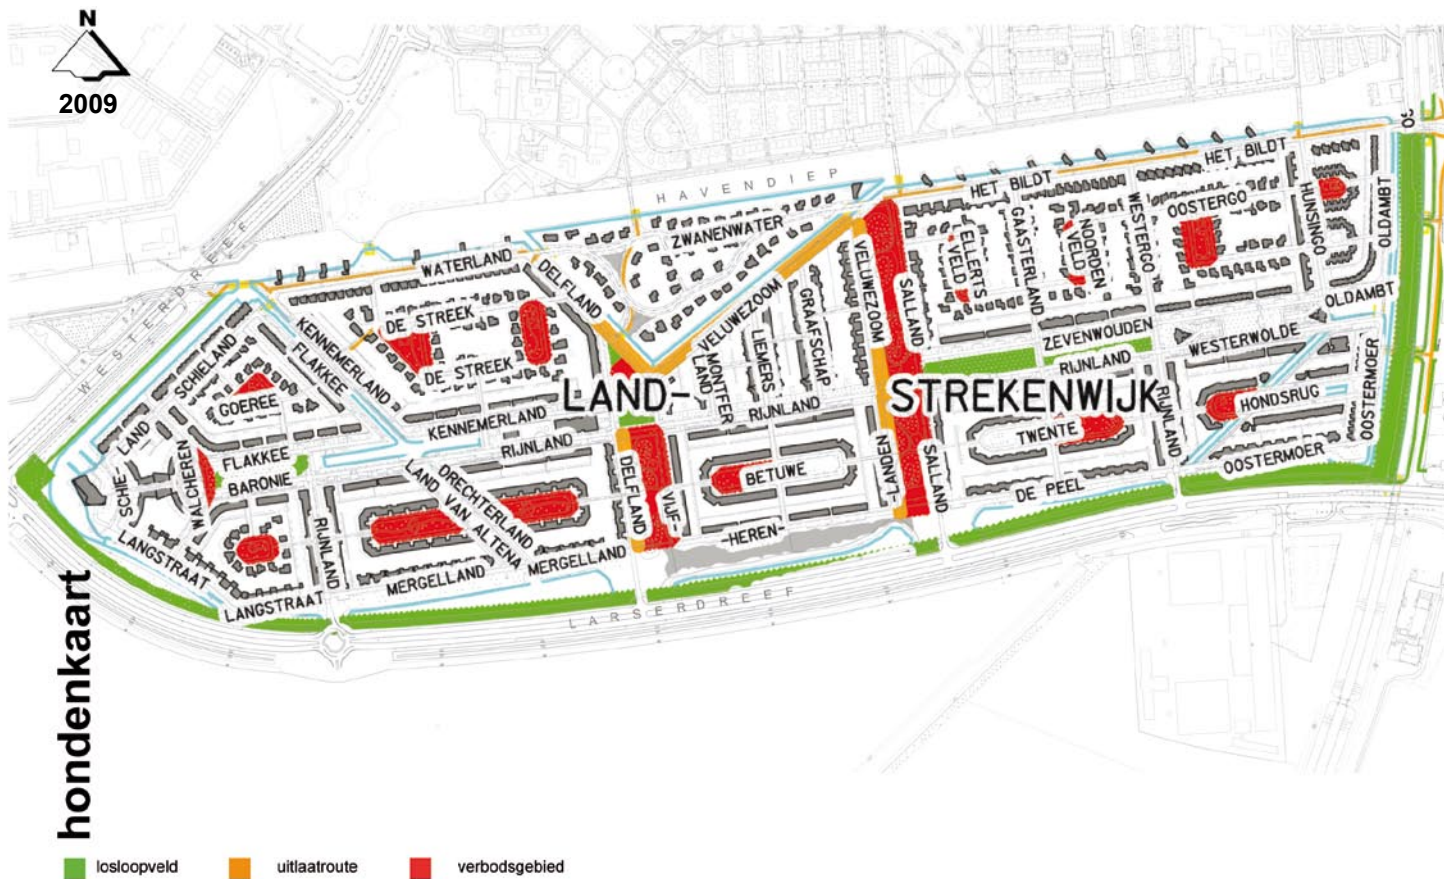 N
2009
HAVENDIEP
WESTERDREEF
HET BILDT
HET BILDT
OLDAMBT
OOSTERGO
HUNSINGO
WESTERGO
NOORDEN
VELD
GAASTERLAND
ELLERTS
VELD
ZWANENWATER
WATERLAND
DELFLAND
VELUWEZOOM
VELUWEZOOM
SALLAND
GRAAFSCHAP
LIEMERS
MONTFER
LAND
OLDAMBT
ZEVENWOUDEN
WESTERWOLDE
RIJNLAND
DE STREEK
DE STREEK
KENNEMERLAND
FLAKKEE
SCHIELAND
GOEREE
LAND-
STREKENWIJK
OOSTERMOER
HONDSRUG
TWENTE
RIJNLAND
RIJNLAND
KENNEMERLAND
RIJNLAND
SCHIE-
LAND
WALCHEREN
FLAKKEE
BARONIE
DRECHTERLAND
LAND VAN ALTENA
DELFLAND
VIJF-
-HEREN-
-LANDEN
BETUWE
SALLAND
DE PEEL
OOSTERMOER
LANGSTRAAT
RIJNLAND
LANGSTRAAT
MERGELLAND
MERGELLAND
LARSERDREEF
hondenkaart
losloopveld
uitlaatroute
verbodsgebied